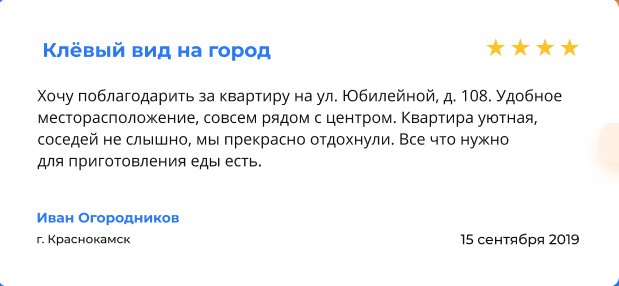 Клёвый вид на город
Хочу поблагодарить за квартиру на ул. Юбилейной, д. 108. Удобное
месторасположение, совсем рядом с центром. Квартира уютная,
соседей не слышно, мы прекрасно отдохнули. Все что нужно
для приготовления еды есть.
Иван Огородников
г. Краснокамск
15 сентября 2019